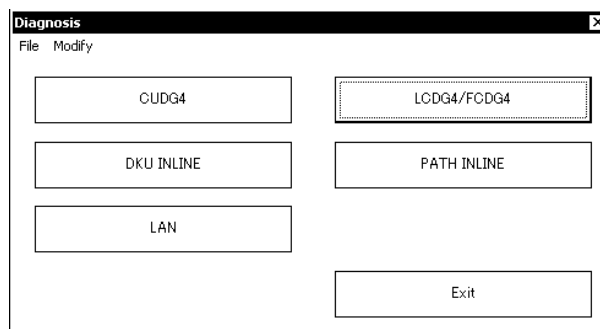 Diagnosis
File Modify
CUDG4 LCDG4/FCDG4
DKU INLINE PATH INLINE
LAN
Exit